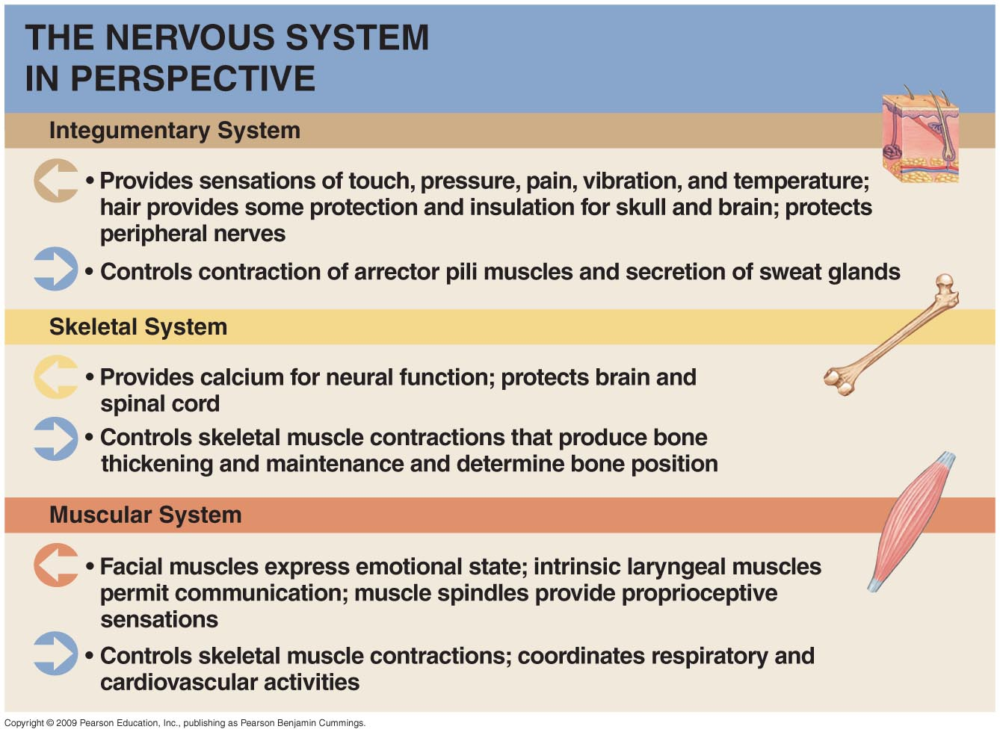 THE NERVOUS SYSTEM
IN PERSPECTIVE
Integumentary System
• Provides sensations of touch, pressure, pain, vibration, and temperature;
hair provides some protection and insulation for skull and brain; protects
peripheral nerves
• Controls contraction of arrector pili muscles and secretion of sweat glands
Skeletal System
• Provides calcium for neural function; protects brain and
spinal cord
• Controls skeletal muscle contractions that produce bone
thickening and maintenance and determine bone position
Muscular System
• Facial muscles express emotional state; intrinsic laryngeal muscles
permit communication; muscle spindles provide proprioceptive
sensations
• Controls skeletal muscle contractions; coordinates respiratory and
cardiovascular activities
Copyright © 2009 Pearson Education, Inc., publishing as Pearson Benjamin Cummings.